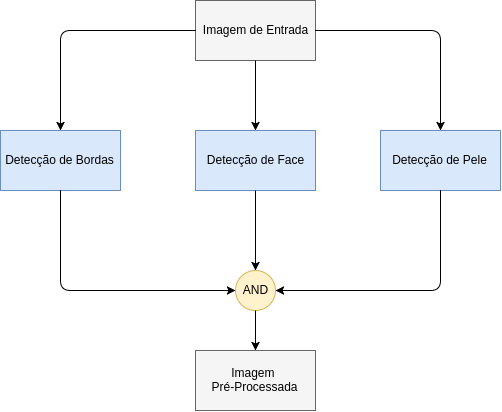 Imagem de Entrada
Detecção de Bordas
Detecção de Face
Detecção de Pele
AND
Imagem
Pré-Processada